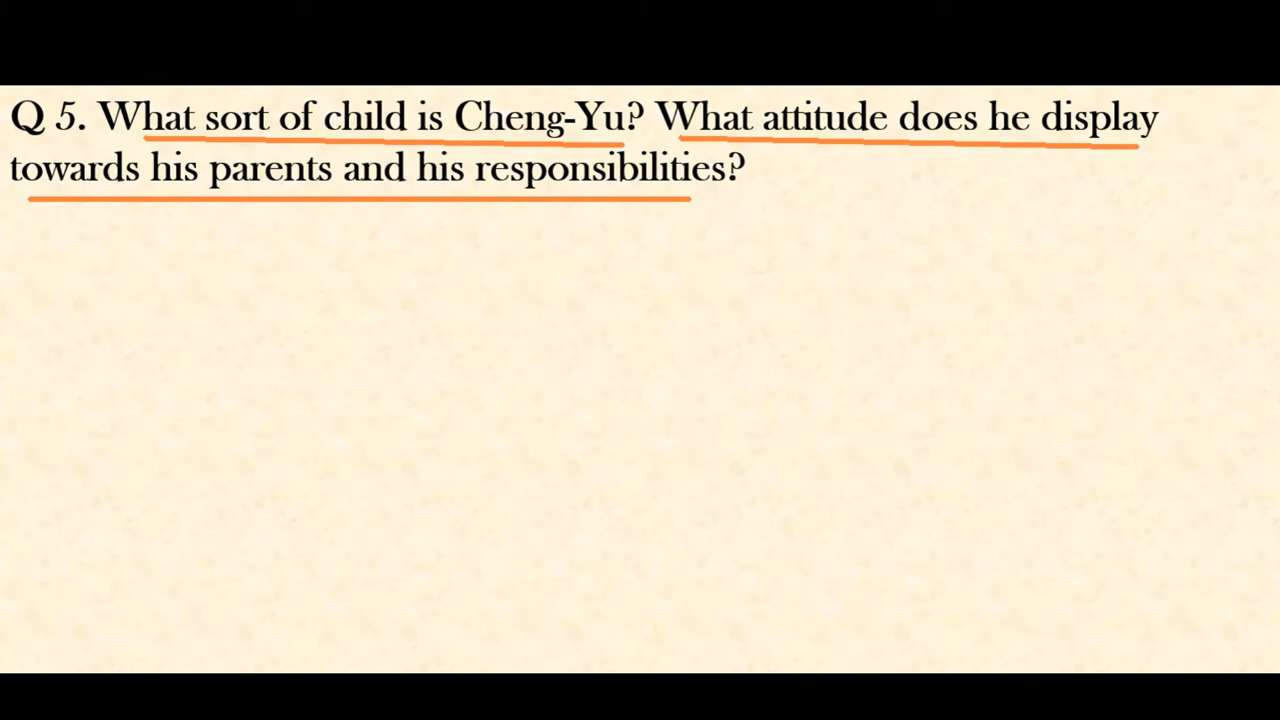 Q 5. What sort of child is Cheng-Yu? What attitude does he display
towards his parents and his responsibilities?